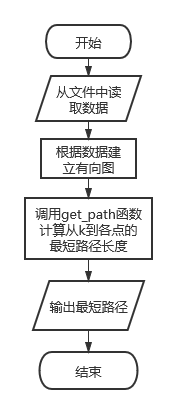 开始
从文件中读
取数据
根据数据建
立有向图
调用get_path函数
计算从k到各点的
最短路径长度
输出最短路径
结束